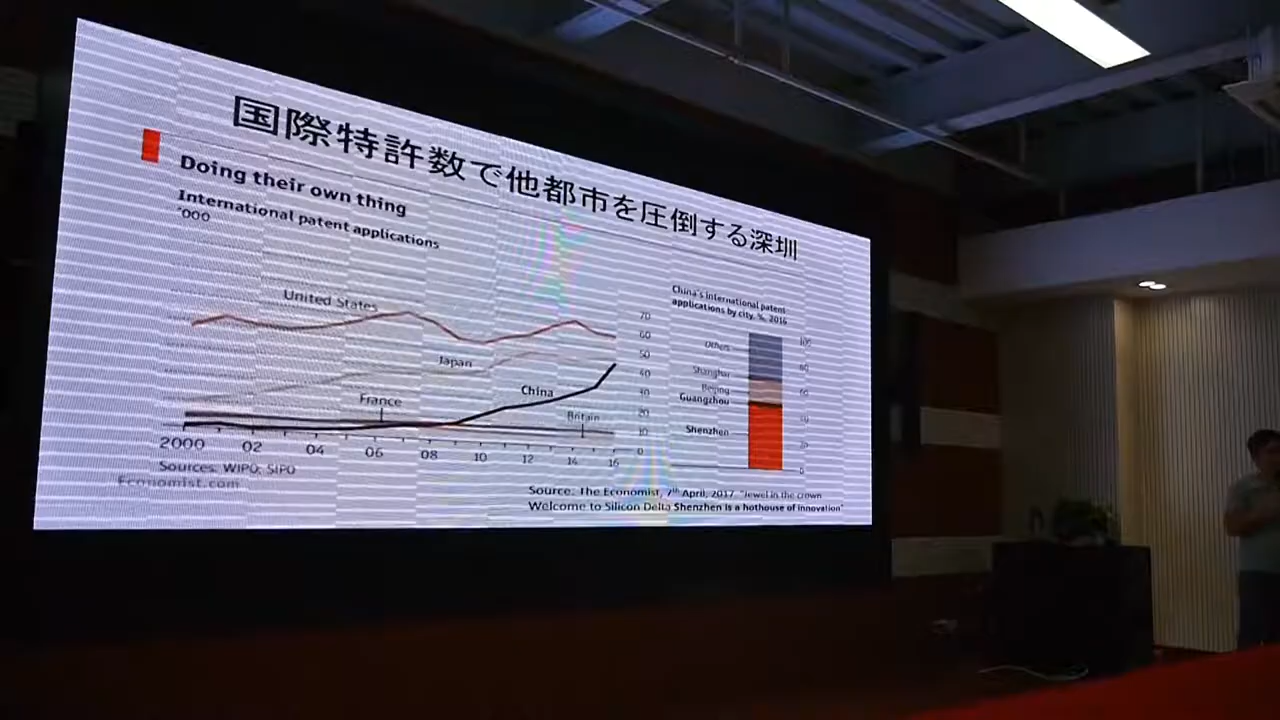 国際特許数で他都市を圧倒する深圳
Doing their own thing
International patent applications
'000
United States
Japan
China
France
Britain
70
60
50
40
20
10
0
2000 02 04 06 08 10 12 14 16
Sources: WIPO; SIPO
Economist.com
China's international patent
applications by city, %, 2016
Others
Shanghai
Beijing
Guangzhou
Shenzhen
100
80
60
40
20
0
Source: The Economist, 7th April, 2017 "Jewel in the crown
Welcome to Silicon Delta Shenzhen is a hothouse of innovation"